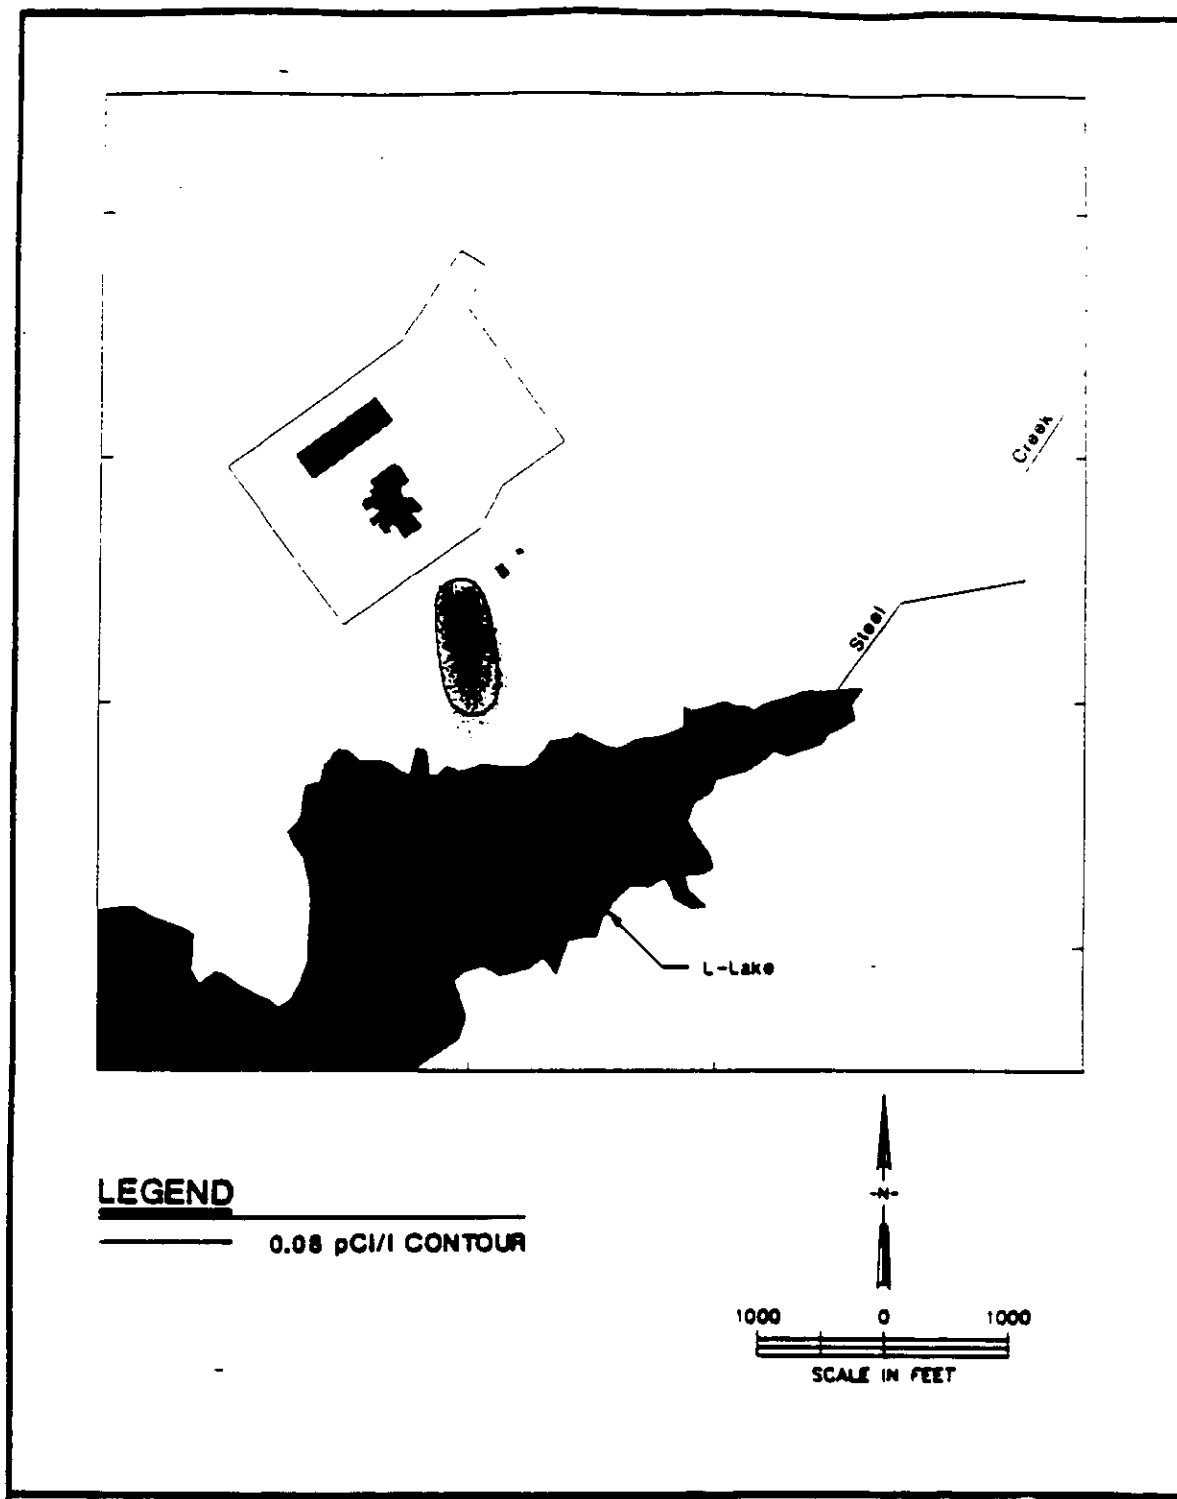 Creek
Steel
L-Lake
LEGEND
0.08 pCi/l CONTOUR
-N-
1000 0 1000
SCALE IN FEET